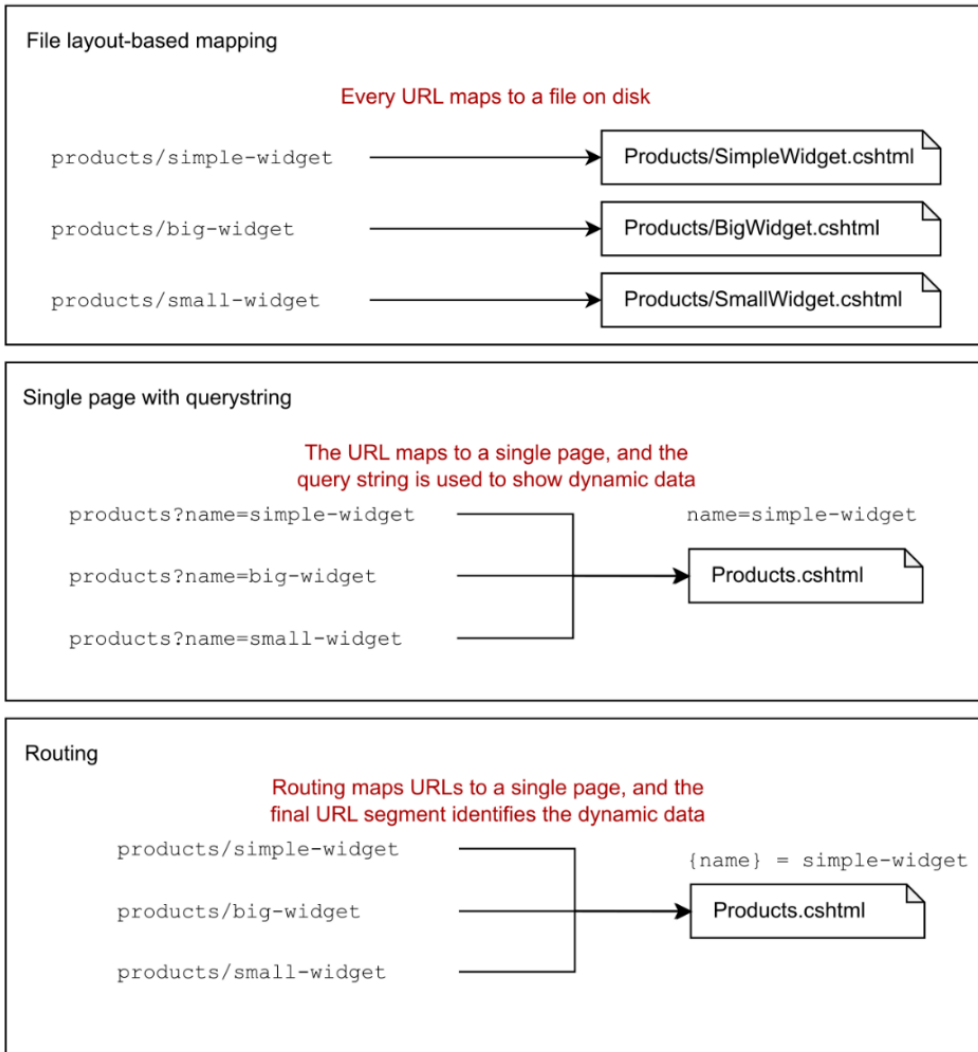 File layout-based mapping
Every URL maps to a file on disk
products/simple-widget
Products/SimpleWidget.cshtml
products/big-widget
Products/BigWidget.cshtml
products/small-widget
Products/SmallWidget.cshtml
Single page with querystring
The URL maps to a single page, and the
query string is used to show dynamic data
products?name=simple-widget
name=simple-widget
products?name=big-widget
Products.cshtml
products?name=small-widget
Routing
Routing maps URLs to a single page, and the
final URL segment identifies the dynamic data
products/simple-widget
{name} = simple-widget
products/big-widget
Products.cshtml
products/small-widget